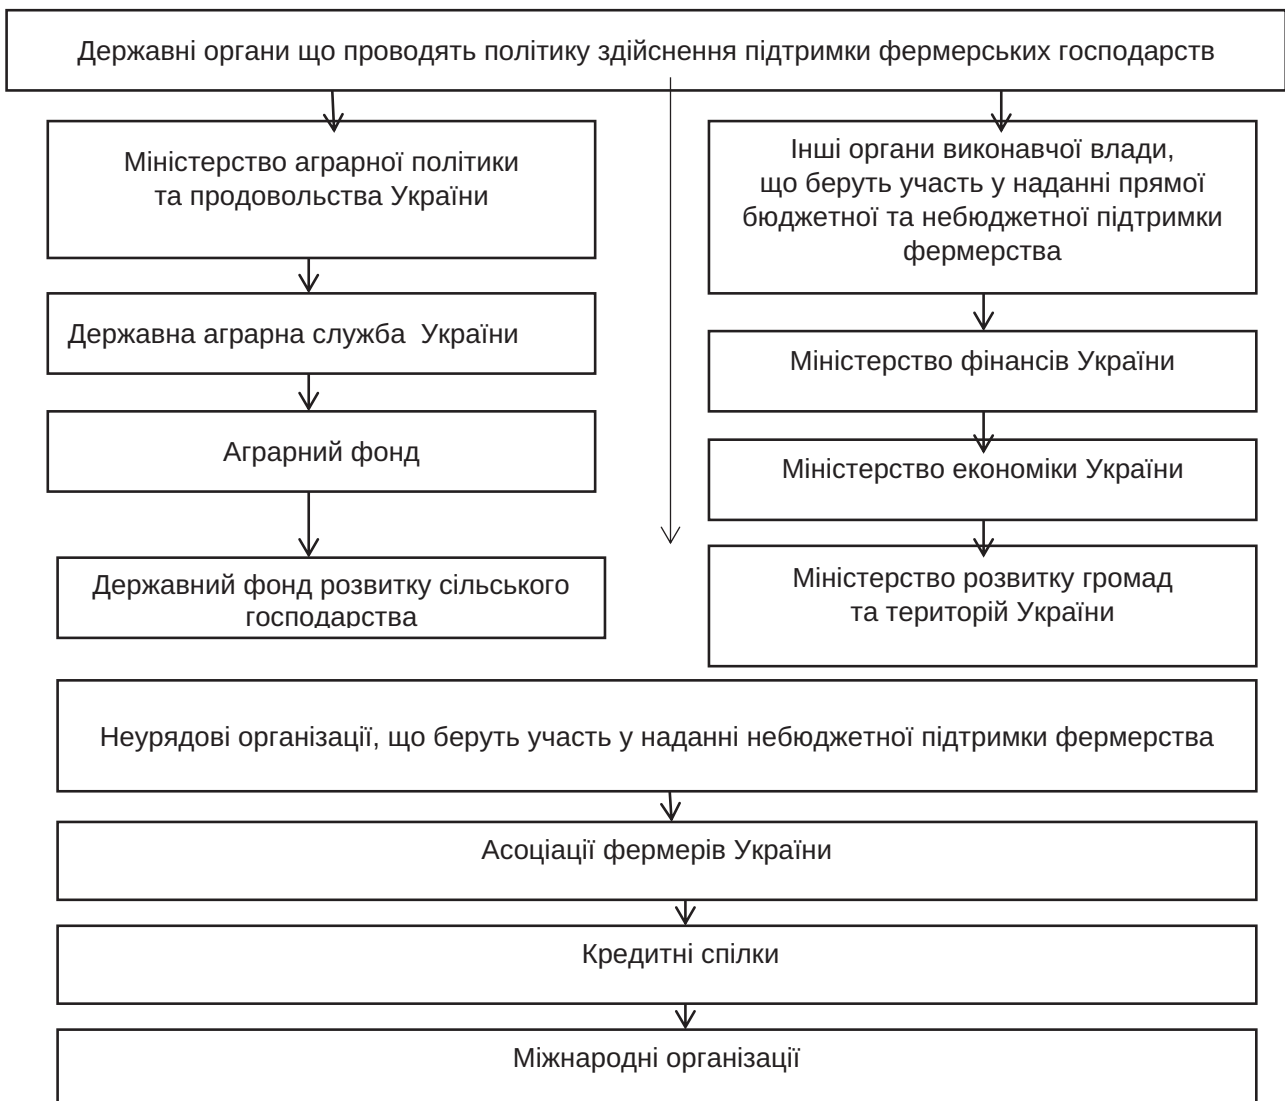 Державні органи що проводять політику здійснення підтримки фермерських господарств
Міністерство аграрної політики
та продовольства України
Державна аграрна служба  України
Аграрний фонд
Державний фонд розвитку сільського
господарства
Інші органи виконавчої влади,
що беруть участь у наданні прямої
бюджетної та небюджетної підтримки
фермерства
Міністерство фінансів України
Міністерство економіки України
Міністерство розвитку громад
та територій України
Неурядові організації, що беруть участь у наданні небюджетної підтримки фермерства
Асоціації фермерів України
Кредитні спілки
Міжнародні організації